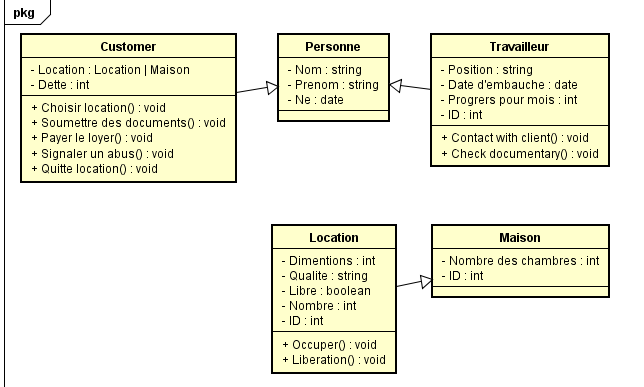 pkg
Customer
- Location : Location | Maison
- Dette : int
+ Choisir location() : void
+ Soumettre des documents() : void
+ Payer le loyer() : void
+ Signaler un abus() : void
+ Quitte location() : void
Personne
- Nom : string
- Prenom : string
- Ne : date
Travailleur
- Position : string
- Date d'embauche : date
- Progrers pour mois : int
- ID : int
+ Contact with client() : void
+ Check documentary() : void
Location
- Dimentions : int
- Qualite : string
- Libre : boolean
- Nombre : int
- ID : int
+ Occuper() : void
+ Liberation() : void
Maison
- Nombre des chambres : int
- ID : int